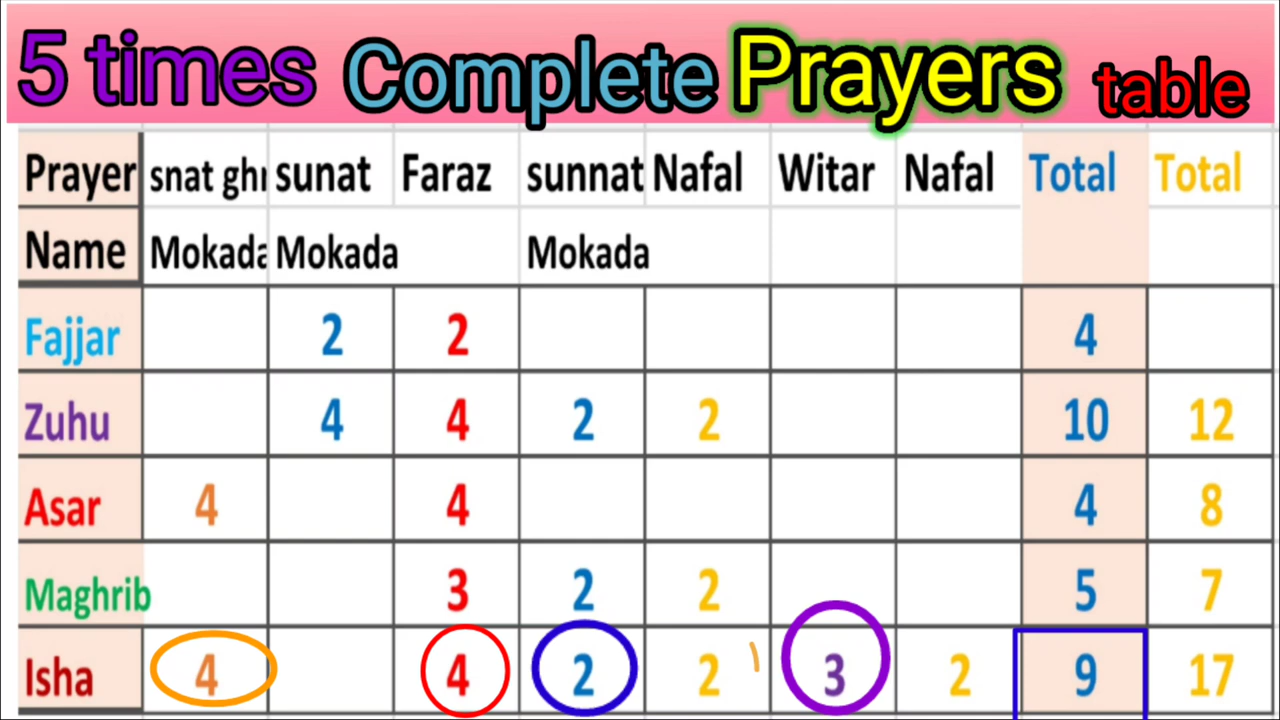 5 times Complete Prayers table
Prayer snat ghr sunat Faraz sunnat Nafal Witar Nafal Total Total
Name Mokada Mokada Mokada
Fajjar 2 2 4
Zuhu 4 4 2 2 10 12
Asar 4 4 4 8
Maghrib 3 2 2 5 7
Isha 4 4 2 2 3 2 9 17